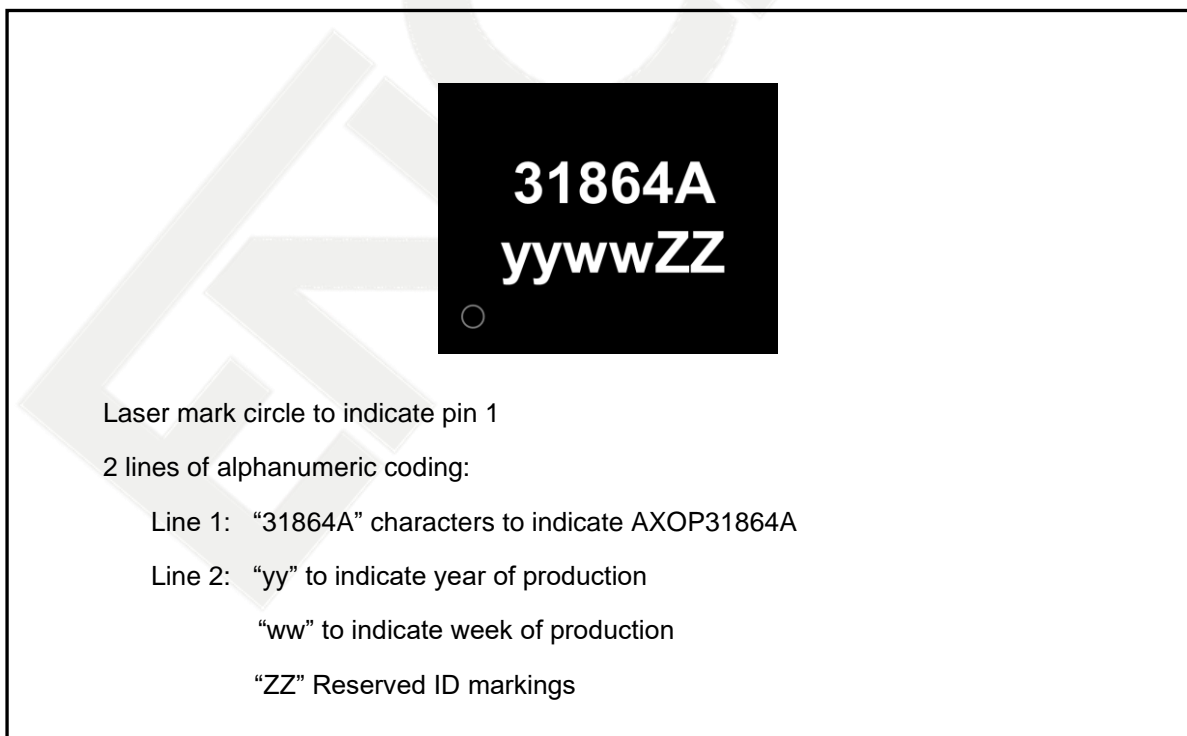 31864A
yywwZZ
Laser mark circle to indicate pin 1
2 lines of alphanumeric coding:
Line 1: “31864A” characters to indicate AXOP31864A
Line 2: “yy” to indicate year of production
“ww” to indicate week of production
“ZZ” Reserved ID markings